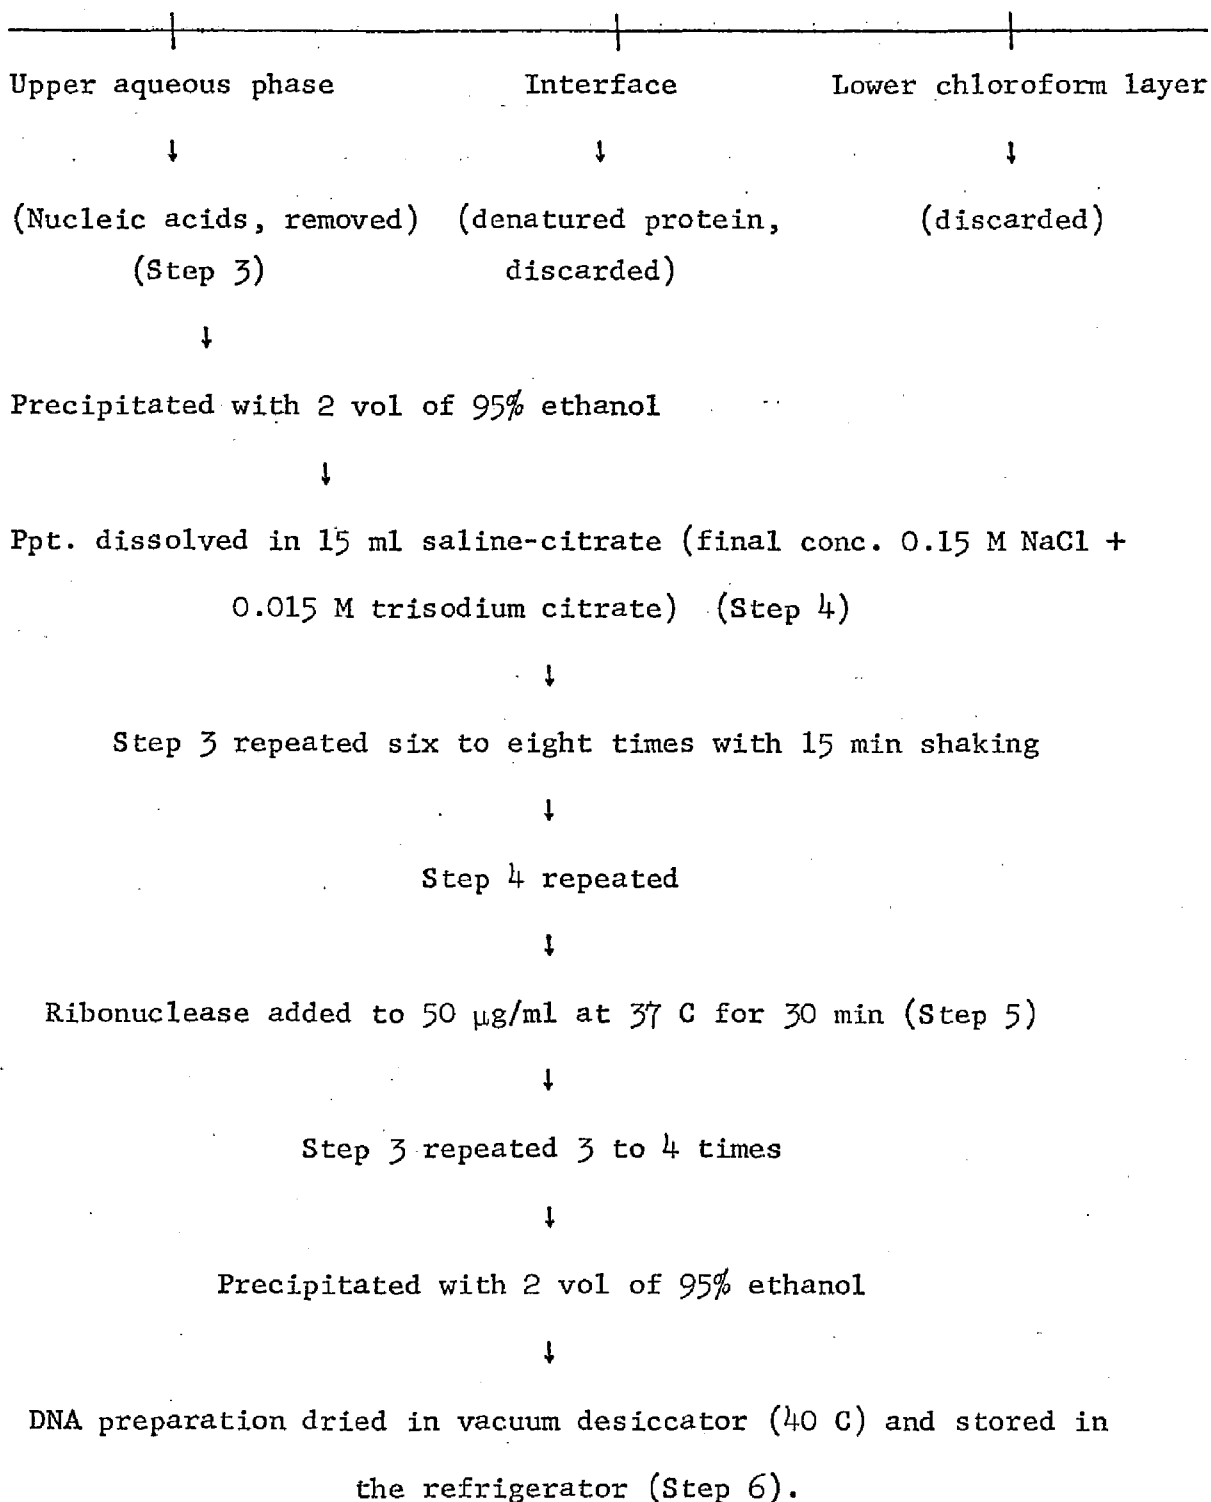 Upper aqueous phase Interface Lower chloroform layer
↓ ↓ ↓
(Nucleic acids, removed) (denatured protein, (discarded)
(Step 3) discarded)
↓
Precipitated with 2 vol of 95% ethanol
↓
Ppt. dissolved in 15 ml saline-citrate (final conc. 0.15 M NaCl +
0.015 M trisodium citrate) (Step 4)
↓
Step 3 repeated six to eight times with 15 min shaking
↓
Step 4 repeated
↓
Ribonuclease added to 50 µg/ml at 37 C for 30 min (Step 5)
↓
Step 3 repeated 3 to 4 times
↓
Precipitated with 2 vol of 95% ethanol
↓
DNA preparation dried in vacuum desiccator (40 C) and stored in
the refrigerator (Step 6).